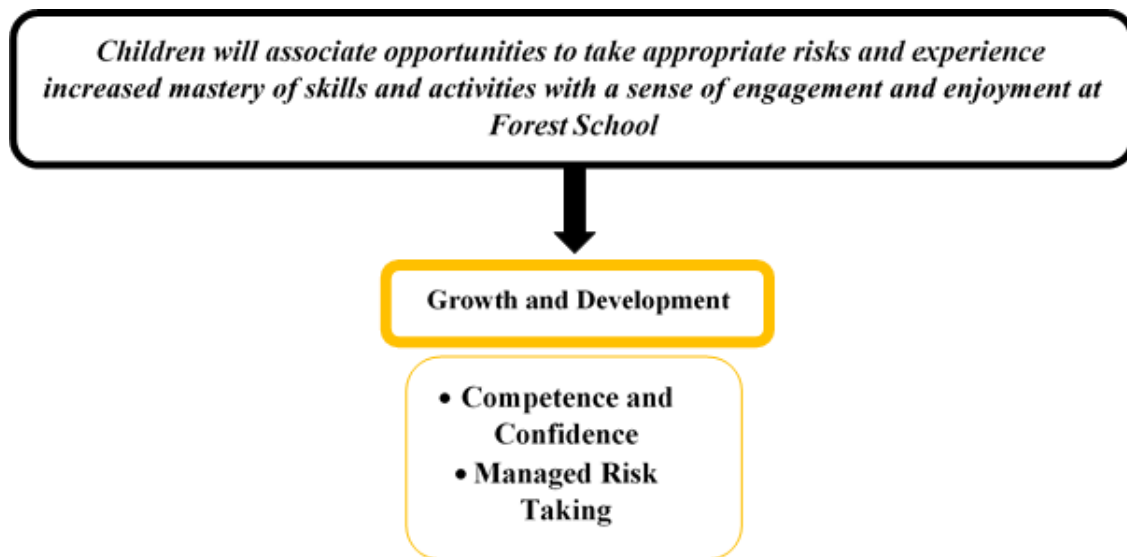 Children will associate opportunities to take appropriate risks and experience
increased mastery of skills and activities with a sense of engagement and enjoyment at
Forest School
Growth and Development
• Competence and
Confidence
• Managed Risk
Taking